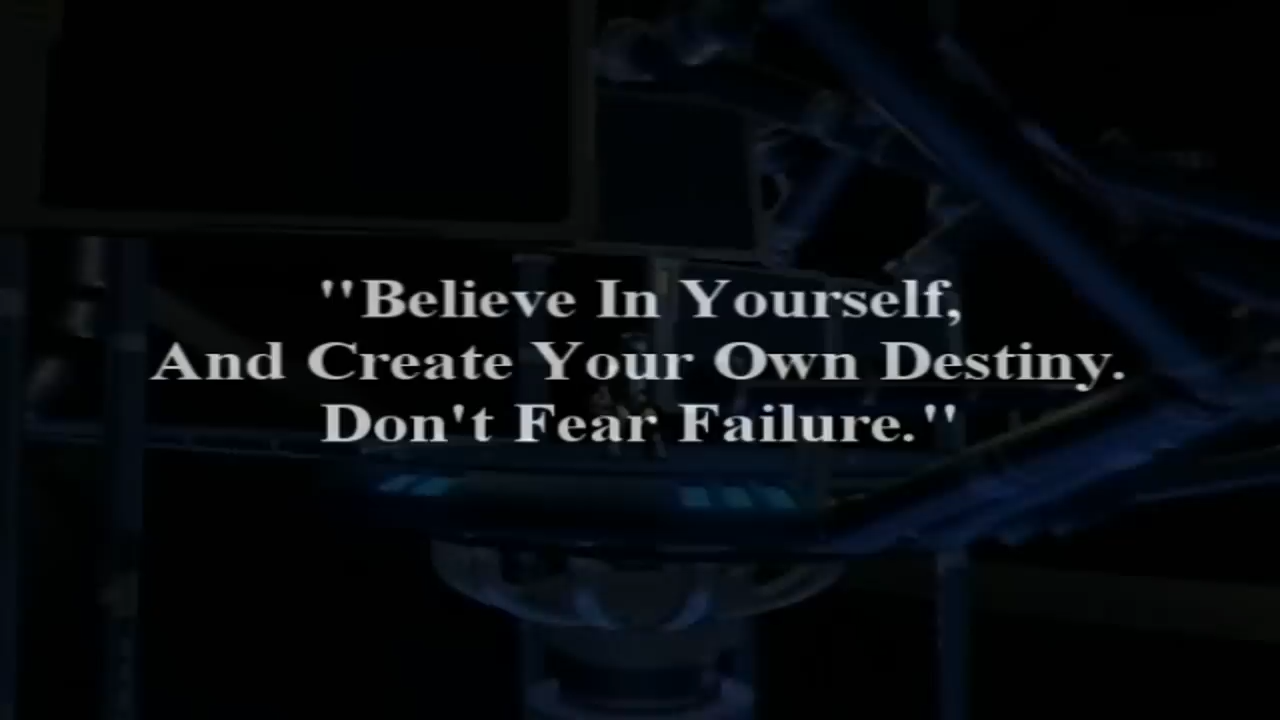 "Believe In Yourself,
And Create Your Own Destiny.
Don't Fear Failure."